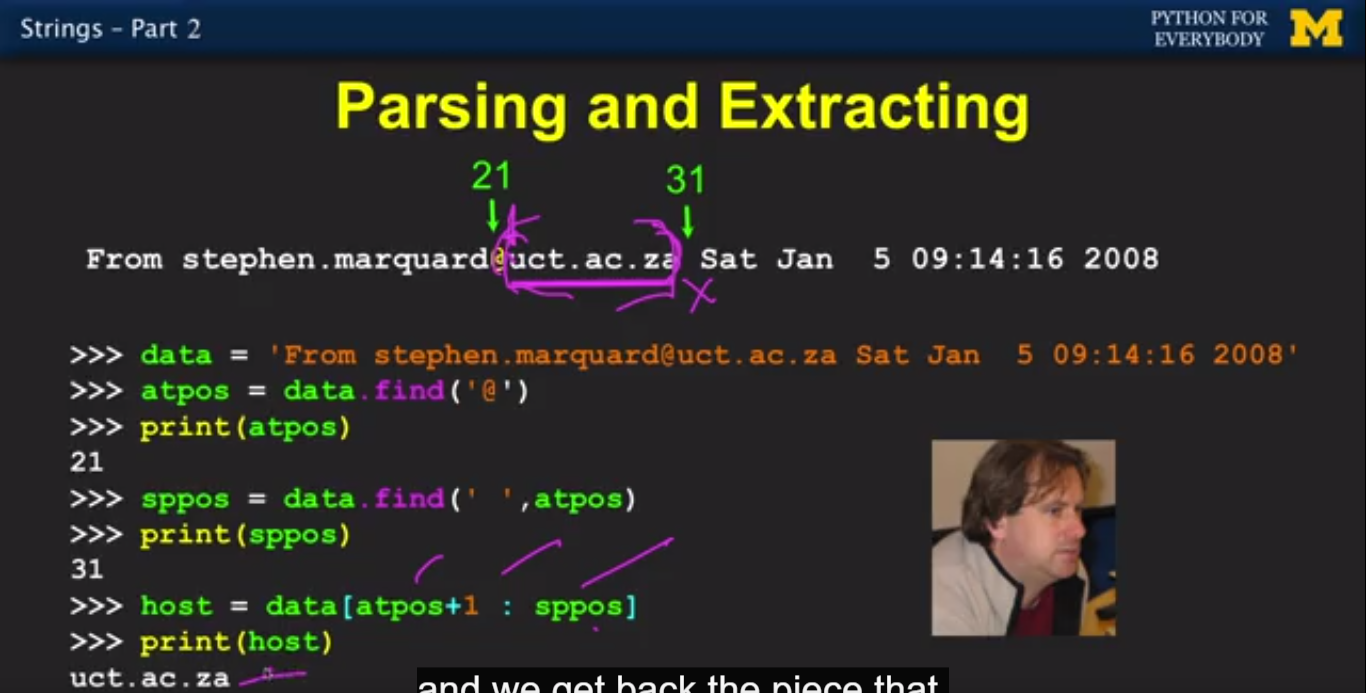 Strings – Part 2
PYTHON FOR
EVERYBODY
M
Parsing and Extracting
21 31
From stephen.marquard@uct.ac.za Sat Jan  5 09:14:16 2008
>>> data = 'From stephen.marquard@uct.ac.za Sat Jan  5 09:14:16 2008'
>>> atpos = data.find('@')
>>> print(atpos)
21
>>> sppos = data.find(' ',atpos)
>>> print(sppos)
31
>>> host = data[atpos+1 : sppos]
>>> print(host)
uct.ac.za
and we get back the piece that